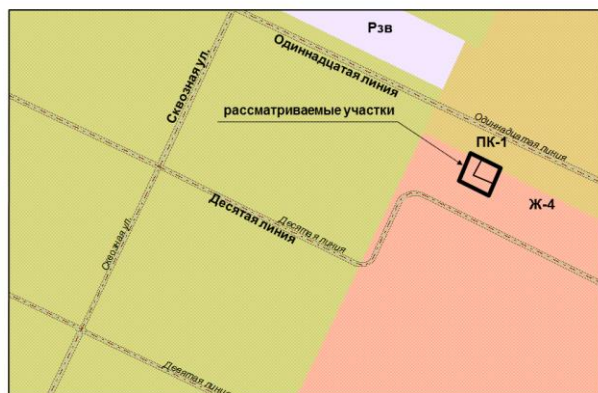 Рзв
Одиннадцатая линия
Сквозная ул.
рассматриваемые участки
Одиннадцатая линия
ПК-1
Ж-4
Десятая линия
Десятая линия
Сквозная ул.
Девятая линия